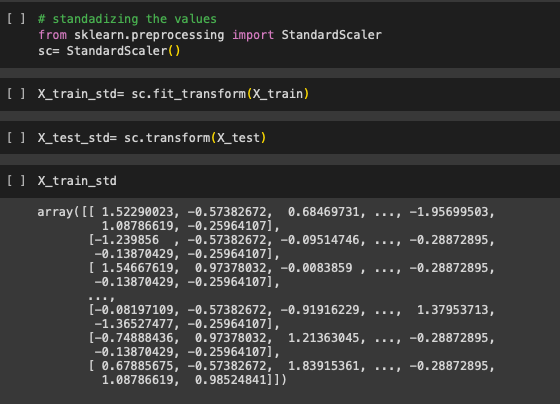 [ ] # standadizing the values
from sklearn.preprocessing import StandardScaler
sc= StandardScaler()
[ ] X_train_std= sc.fit_transform(X_train)
[ ] X_test_std= sc.transform(X_test)
[ ] X_train_std
array([[ 1.52290023, -0.57382672,  0.68469731, ..., -1.95699503,
         1.08786619, -0.25964107],
       [-1.239856  , -0.57382672, -0.09514746, ..., -0.28872895,
        -0.13870429, -0.25964107],
       [ 1.54667619,  0.97378032, -0.0083859 , ..., -0.28872895,
        -0.13870429, -0.25964107],
       ...,
       [-0.08197109, -0.57382672, -0.91916229, ...,  1.37953713,
        -1.36527477, -0.25964107],
       [-0.74888436,  0.97378032,  1.21363045, ..., -0.28872895,
        -0.13870429, -0.25964107],
       [ 0.67885675, -0.57382672,  1.83915361, ..., -0.28872895,
         1.08786619,  0.98524841]])